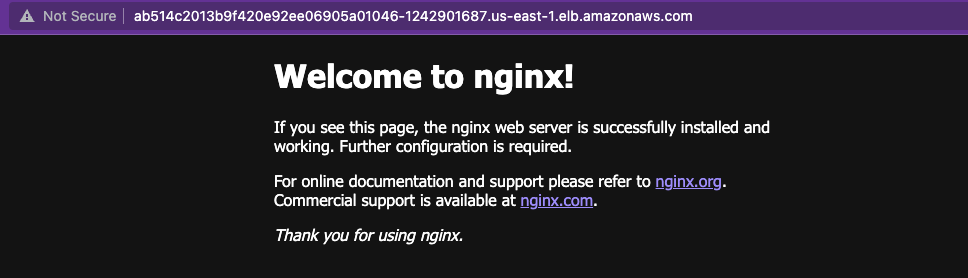 Not Secure ab514c2013b9f420e92ee06905a01046-1242901687.us-east-1.elb.amazonaws.com
Welcome to nginx!
If you see this page, the nginx web server is successfully installed and
working. Further configuration is required.
For online documentation and support please refer to nginx.org.
Commercial support is available at nginx.com.
Thank you for using nginx.